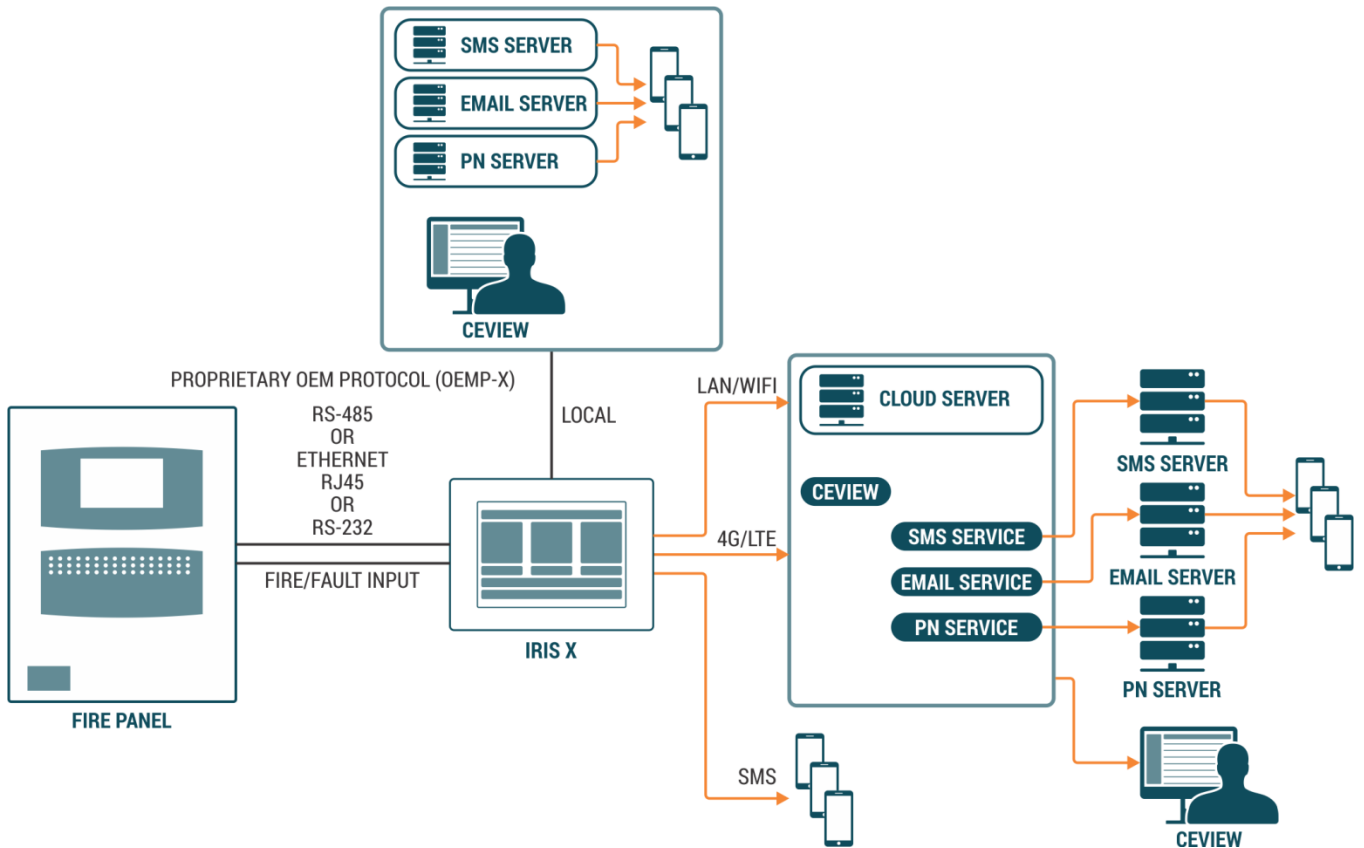 SMS SERVER
EMAIL SERVER
PN SERVER
CEVIEW
PROPRIETARY OEM PROTOCOL (OEMP-X)
RS-485
OR
ETHERNET
RJ45
OR
RS-232
FIRE/FAULT INPUT
FIRE PANEL
LOCAL
IRIS X
LAN/WIFI
4G/LTE
SMS
CLOUD SERVER
CEVIEW
SMS SERVICE
EMAIL SERVICE
PN SERVICE
SMS SERVER
EMAIL SERVER
PN SERVER
CEVIEW